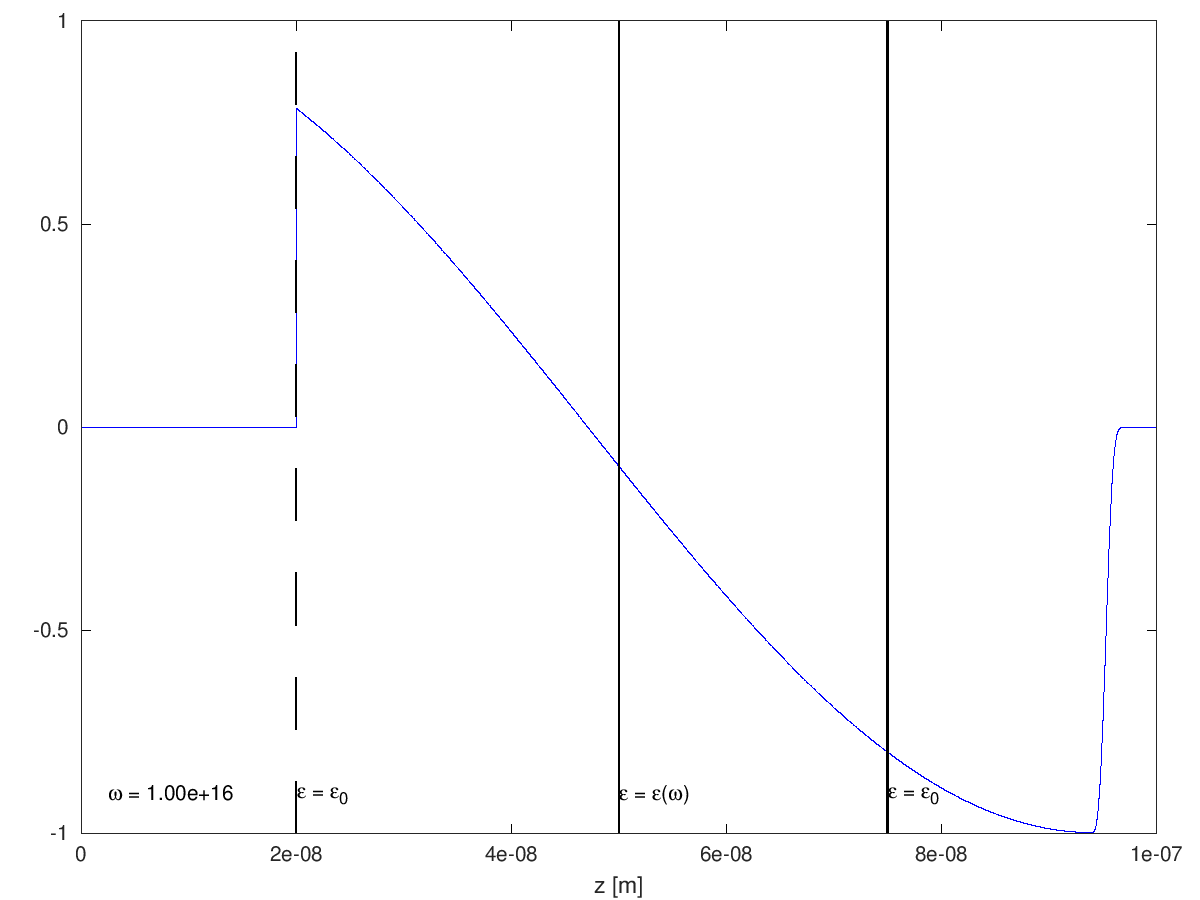 1
0.5
0
-0.5
-1
ω = 1.00e+16
ε = ε₀
ε = ε(ω)
ε = ε₀
0
2e-08
4e-08
6e-08
8e-08
1e-07
z [m]